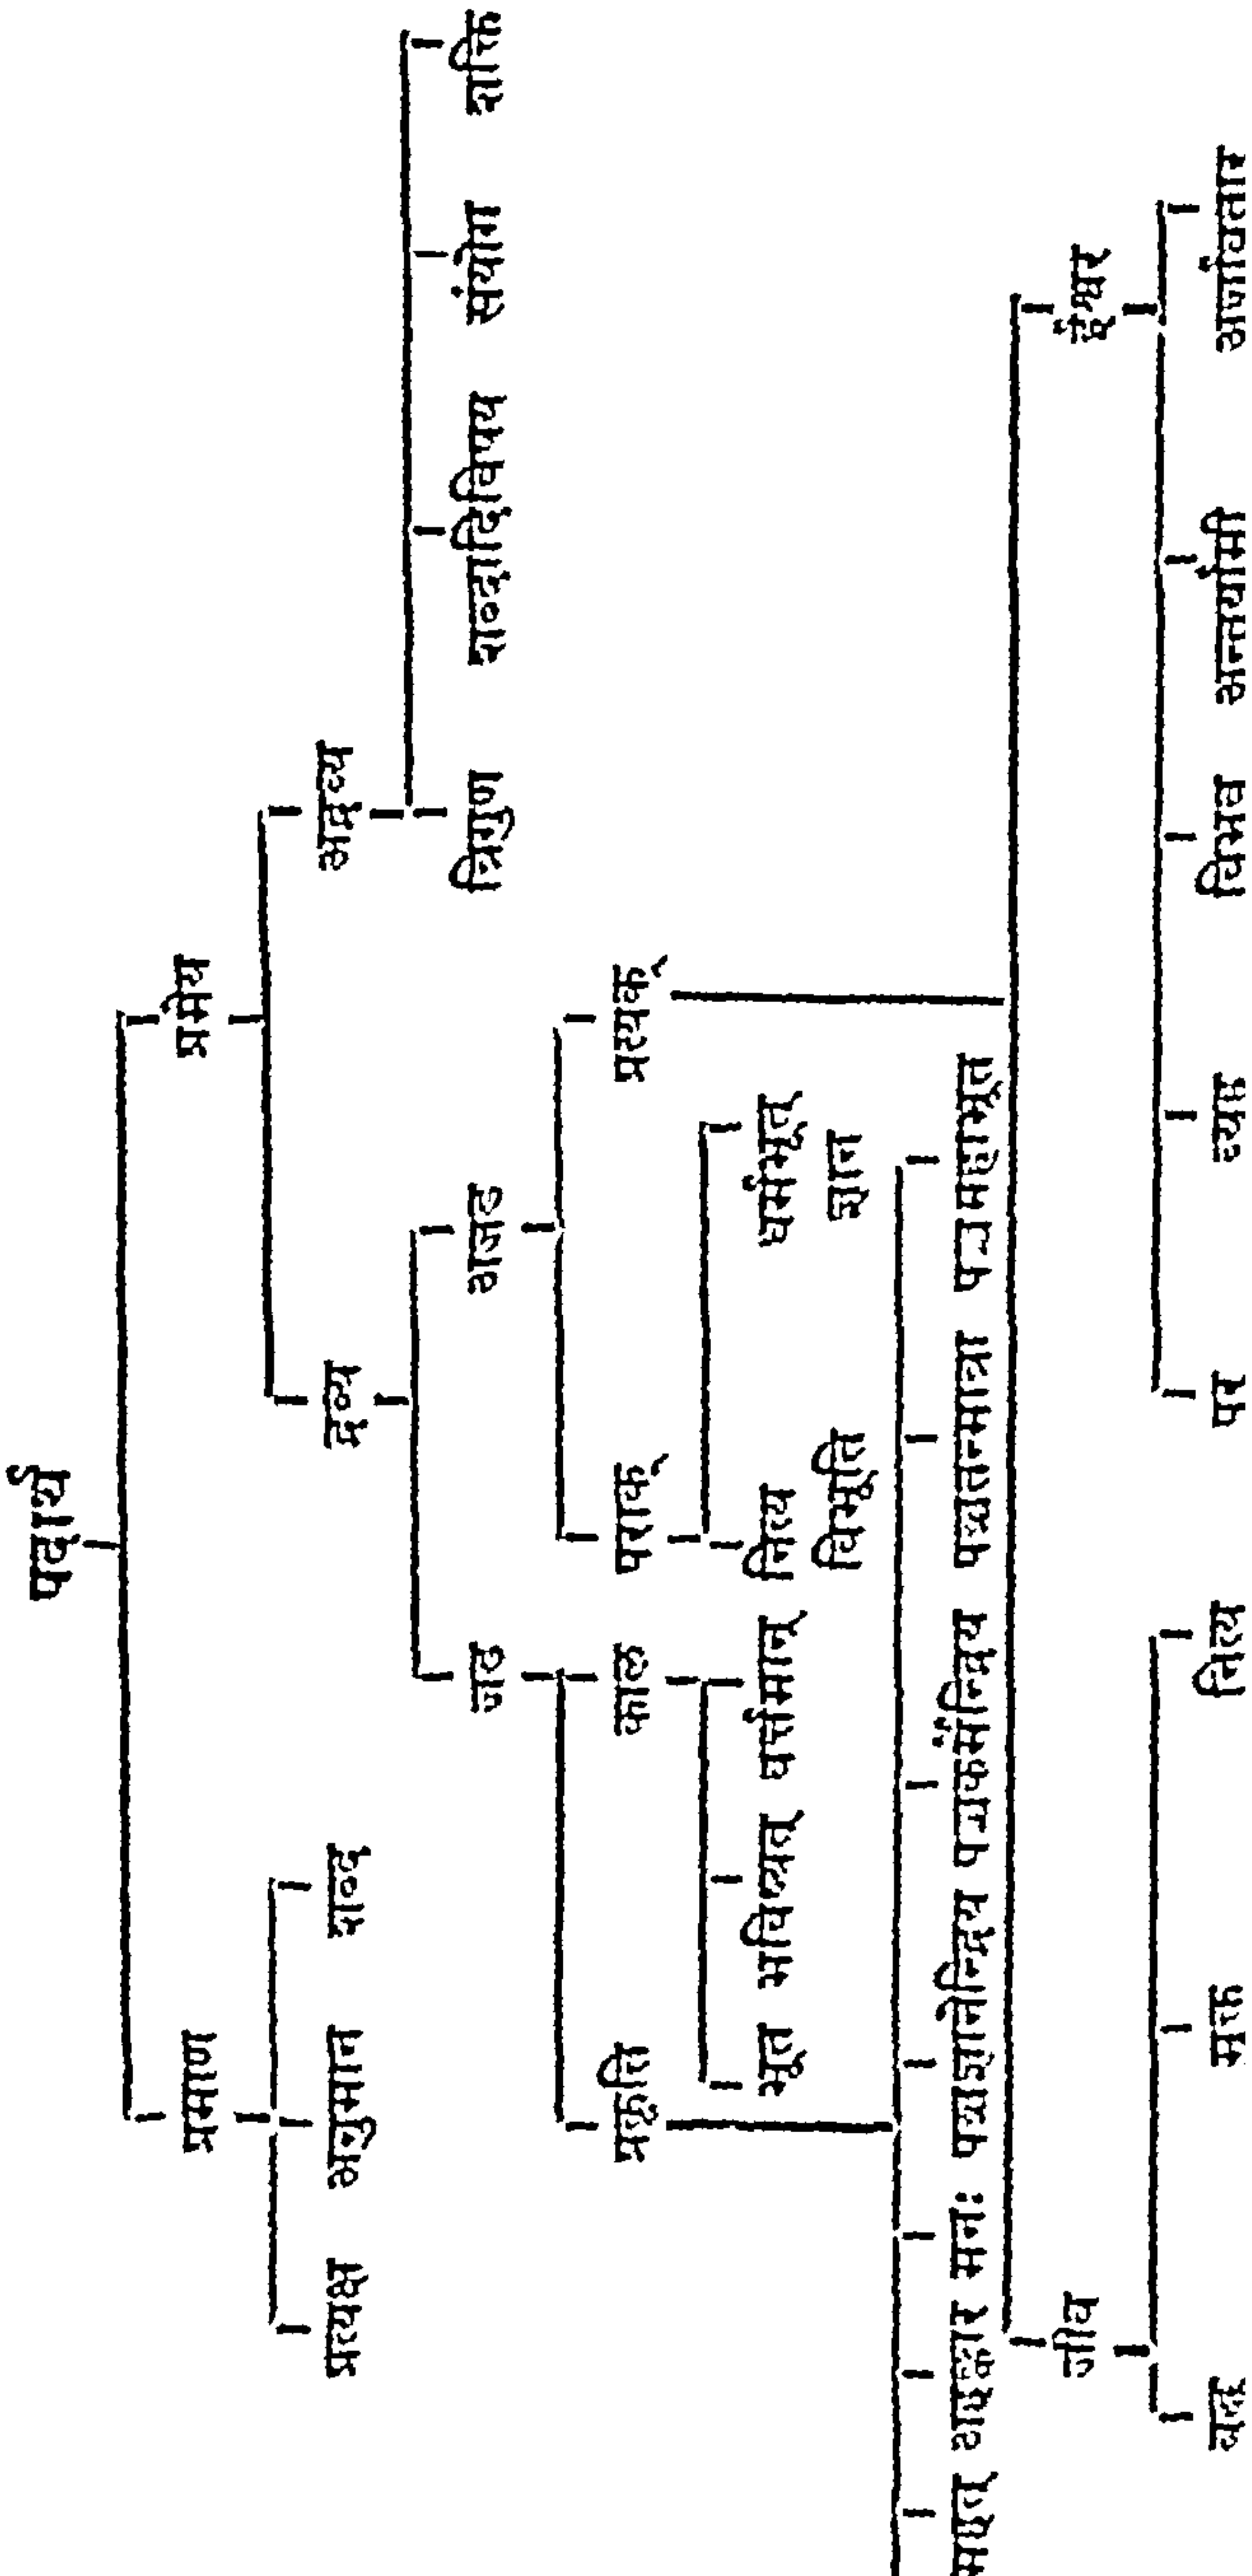 पदार्थ
प्रमाण प्रमेय
प्रत्यक्ष अनुमान शब्द द्रव्य अद्रव्य
जड अजड त्रिगुण शब्दादिविषय संयोग शक्ति
प्रकृति काल पराक् प्रत्यक्
भूत भविष्यत् वर्त्तमान् नित्य धर्मभूत्
विभूति ज्ञान
महत् अहङ्कार मनः पञ्चज्ञानेन्द्रिय पञ्चकर्मेन्द्रिय पञ्चतन्मात्रा पञ्चमहाभूत
जीव ईश्वर
बद्ध मुक्त नित्य पर व्यूह विभव अन्तर्यामी अर्चावतार